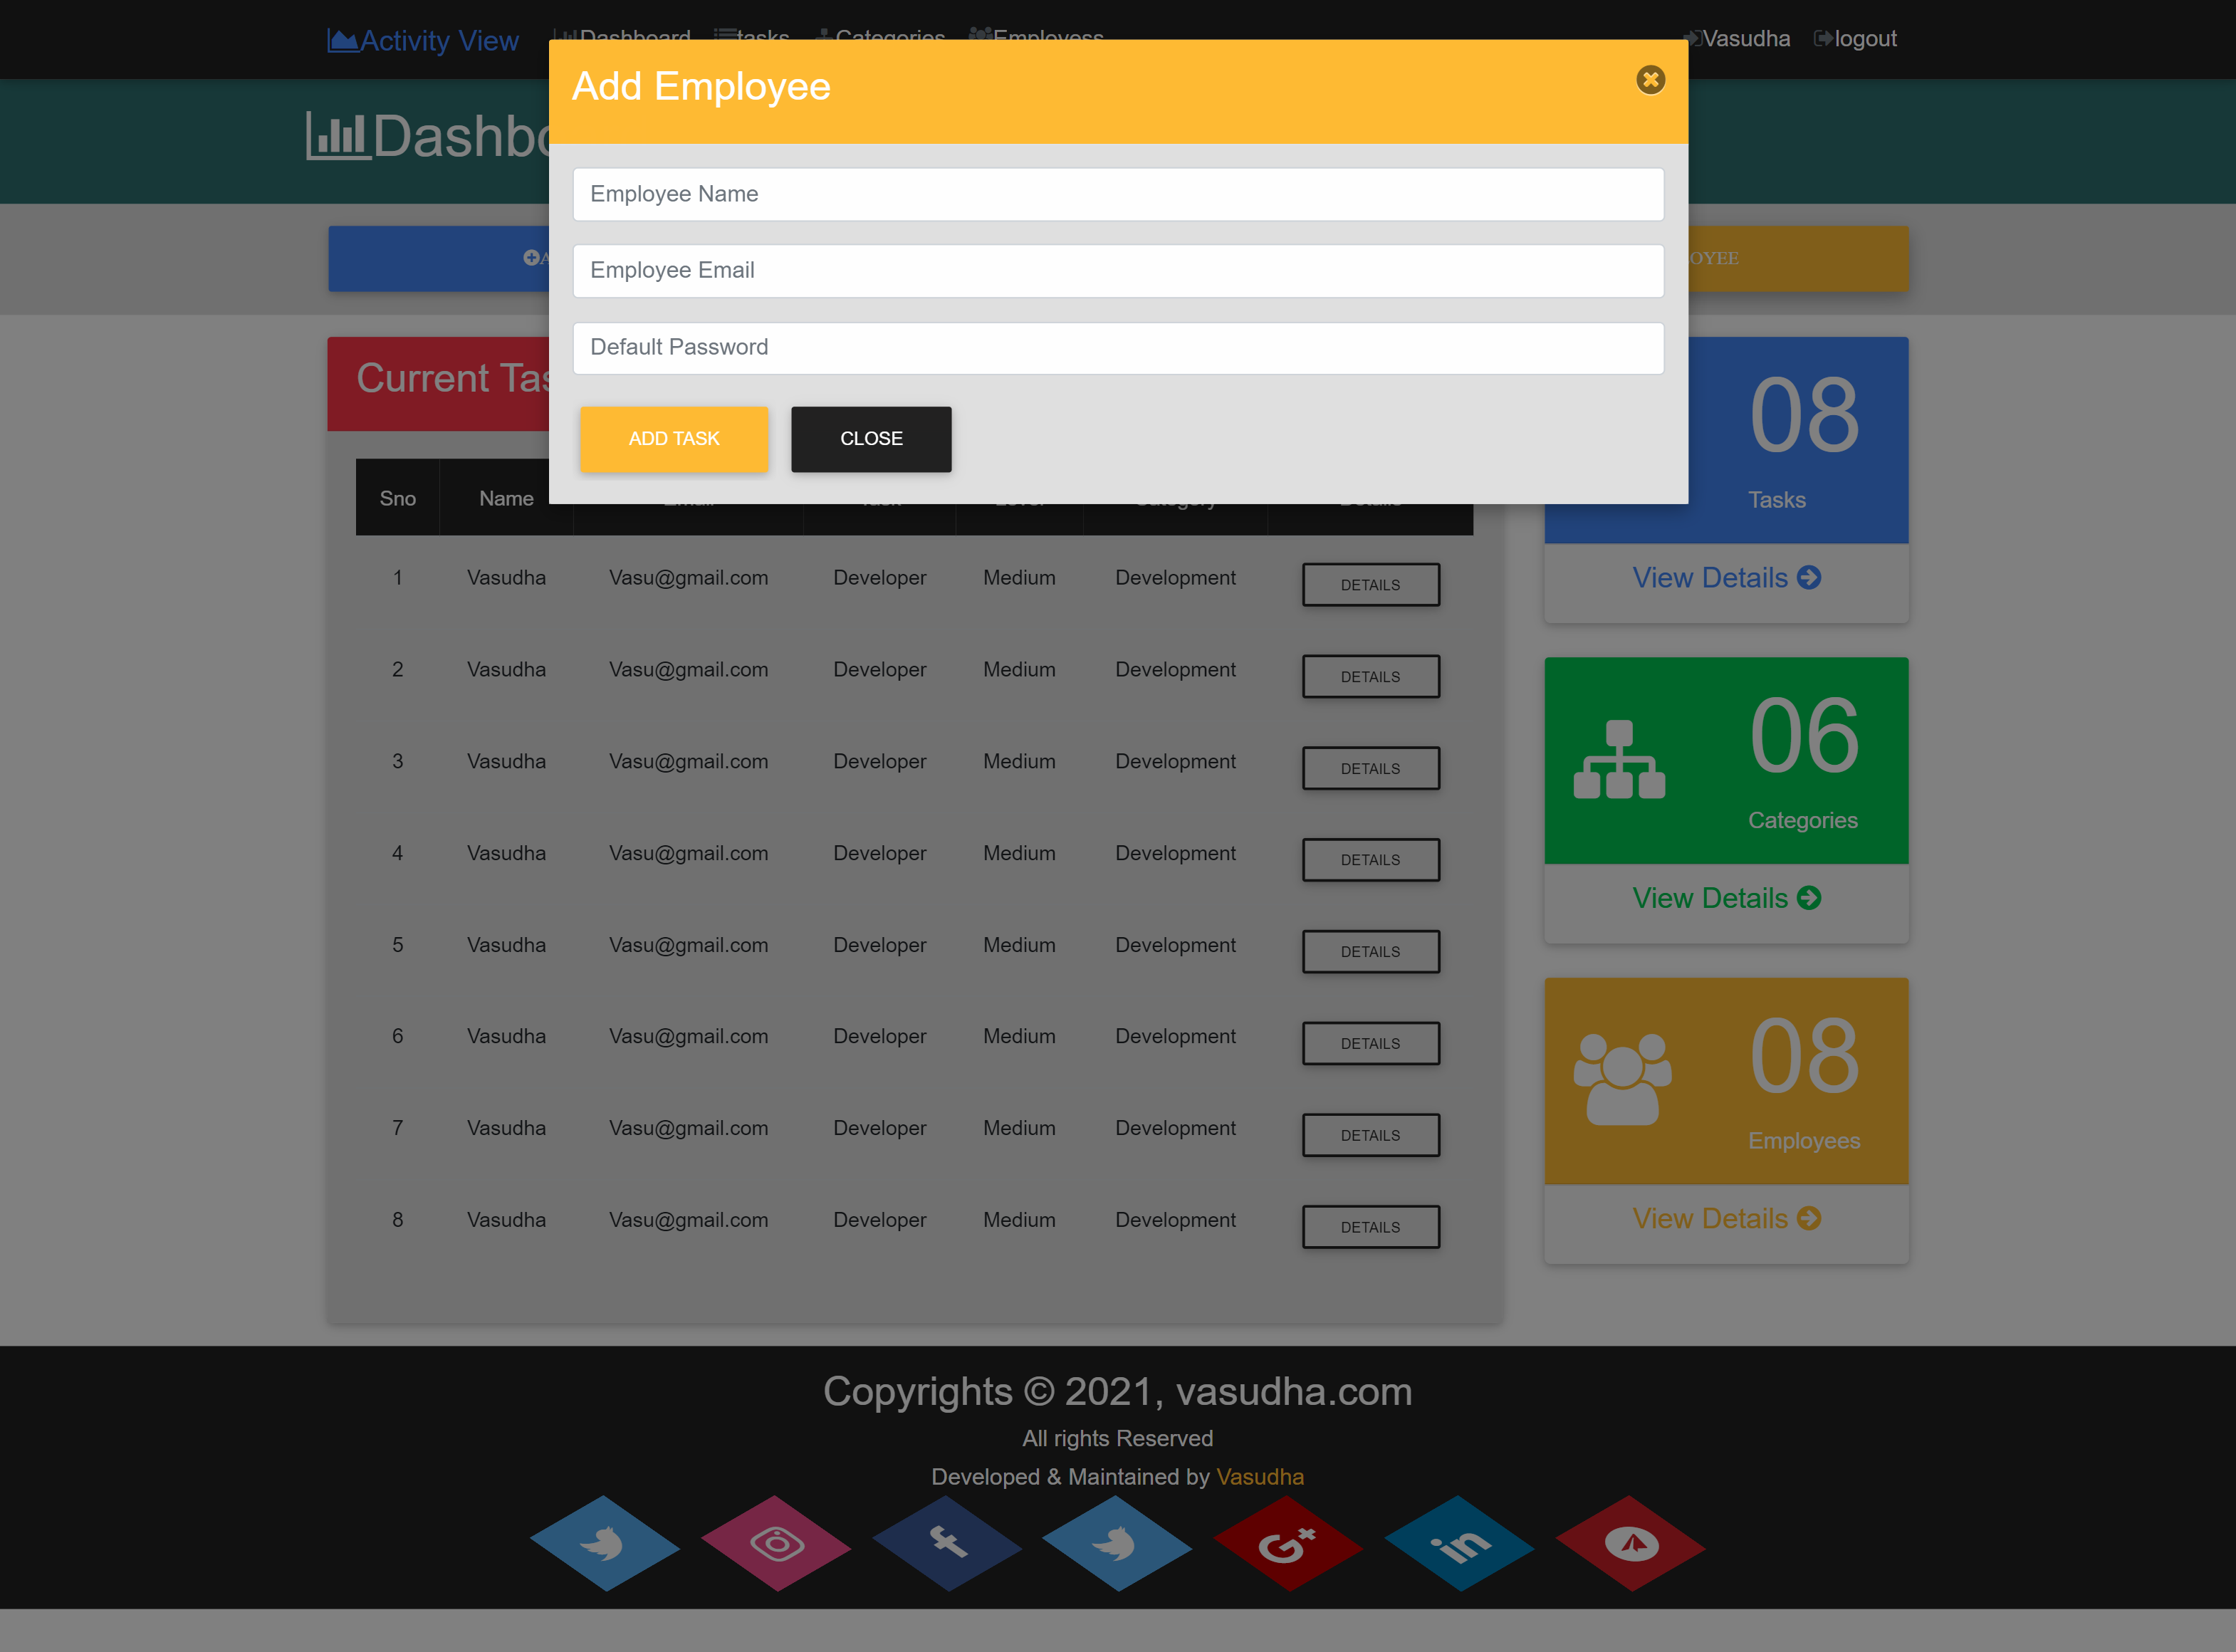 Activity View Dashboard tasks Categories Employess Vasudha logout
Add Employee
Employee Name
Employee Email
Default Password
ADD TASK CLOSE
08
Tasks
View Details
Sno Name
1 Vasudha Vasu@gmail.com Developer Medium Development DETAILS
2 Vasudha Vasu@gmail.com Developer Medium Development DETAILS
3 Vasudha Vasu@gmail.com Developer Medium Development DETAILS
4 Vasudha Vasu@gmail.com Developer Medium Development DETAILS
5 Vasudha Vasu@gmail.com Developer Medium Development DETAILS
6 Vasudha Vasu@gmail.com Developer Medium Development DETAILS
7 Vasudha Vasu@gmail.com Developer Medium Development DETAILS
8 Vasudha Vasu@gmail.com Developer Medium Development DETAILS
06
Categories
View Details
08
Employees
View Details
Copyrights © 2021, vasudha.com
All rights Reserved
Developed & Maintained by Vasudha